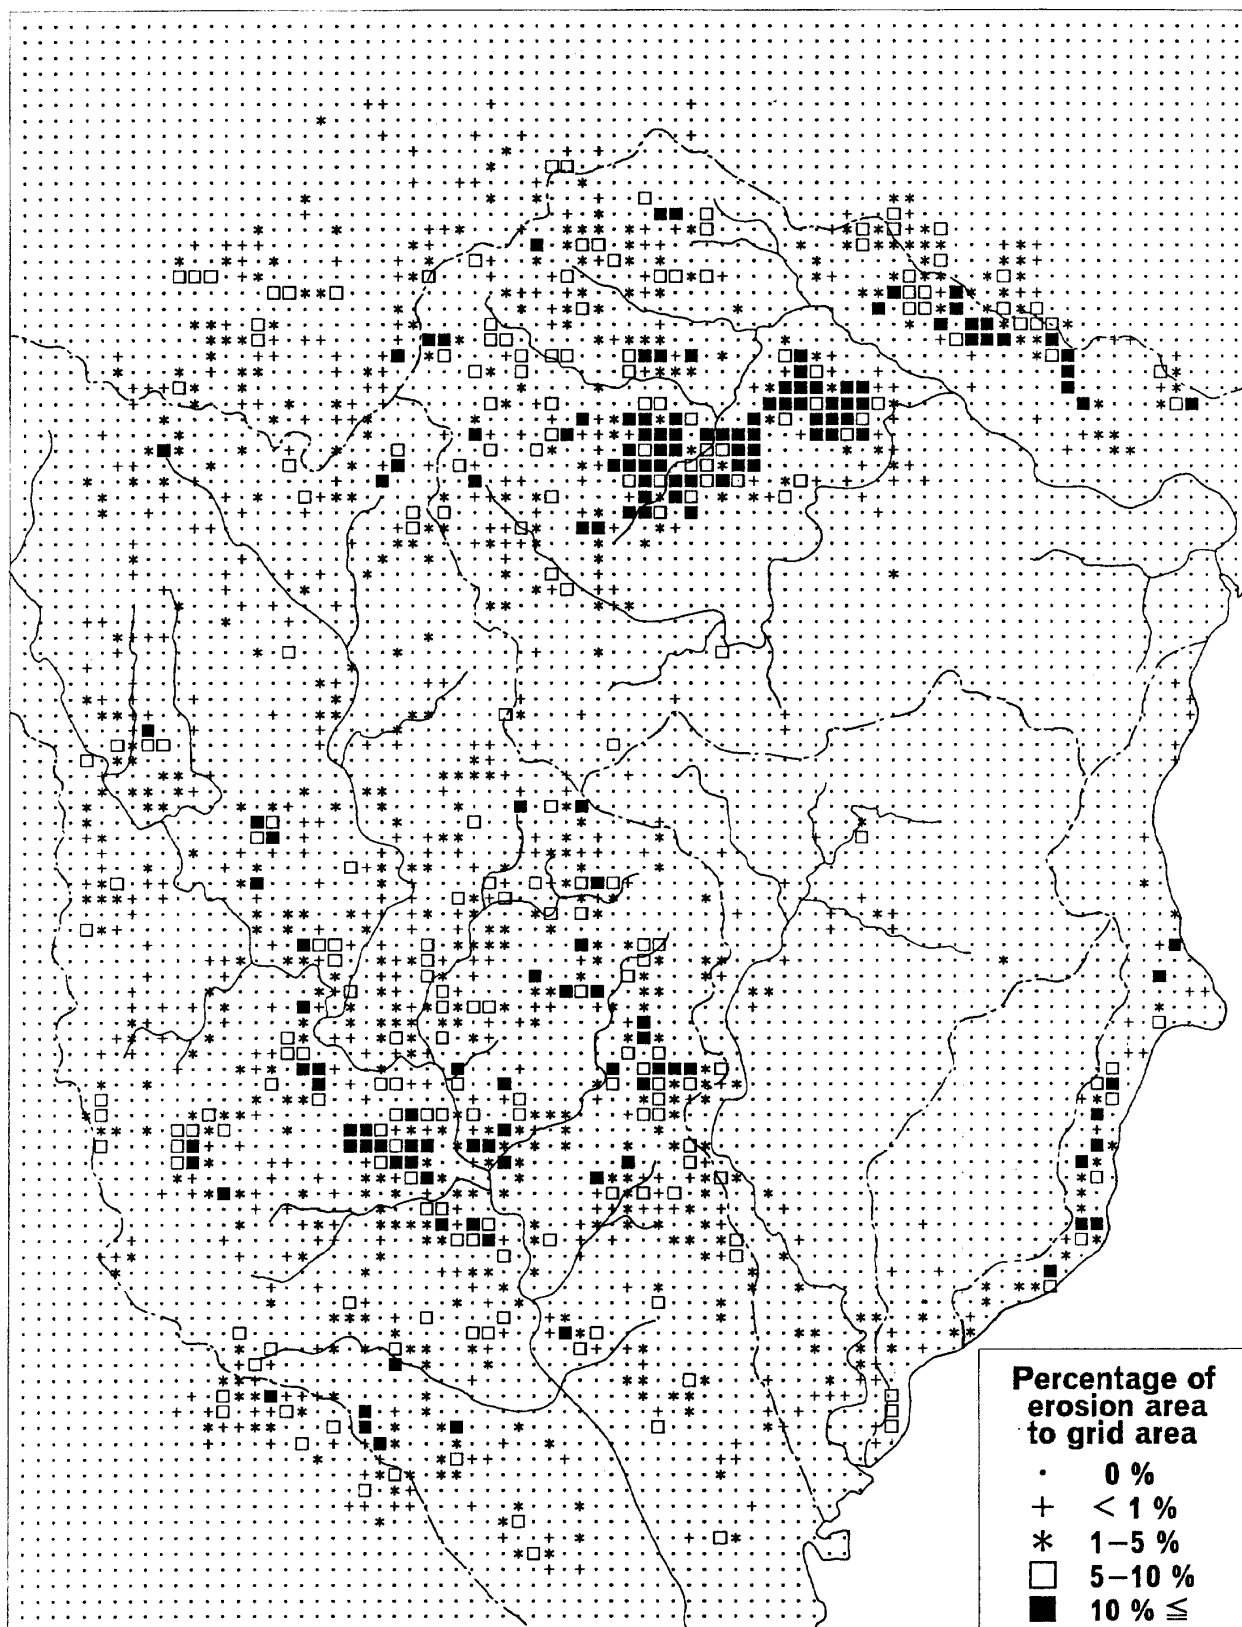 Percentage of
erosion area
to grid area
· 0 %
+ < 1 %
* 1–5 %
□ 5–10 %
■ 10 % ≦